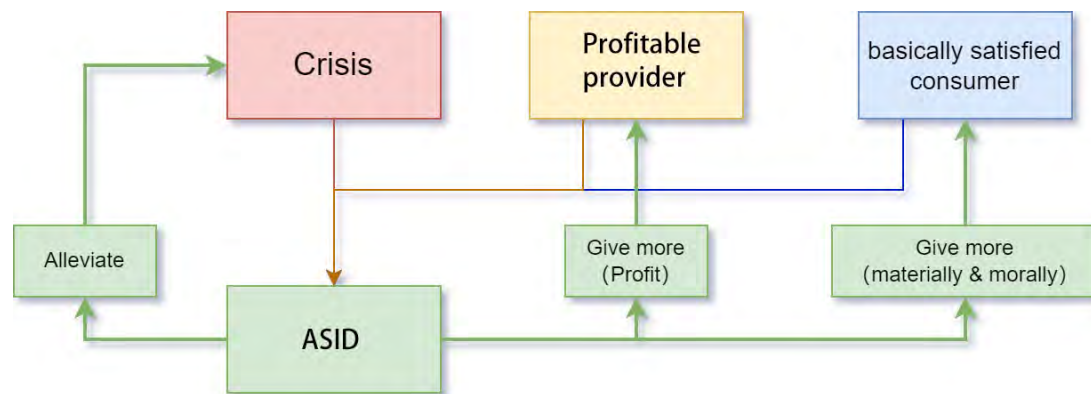 Crisis
Profitable
provider
basically satisfied
consumer
Alleviate
Give more
(Profit)
Give more
(materially & morally)
ASID